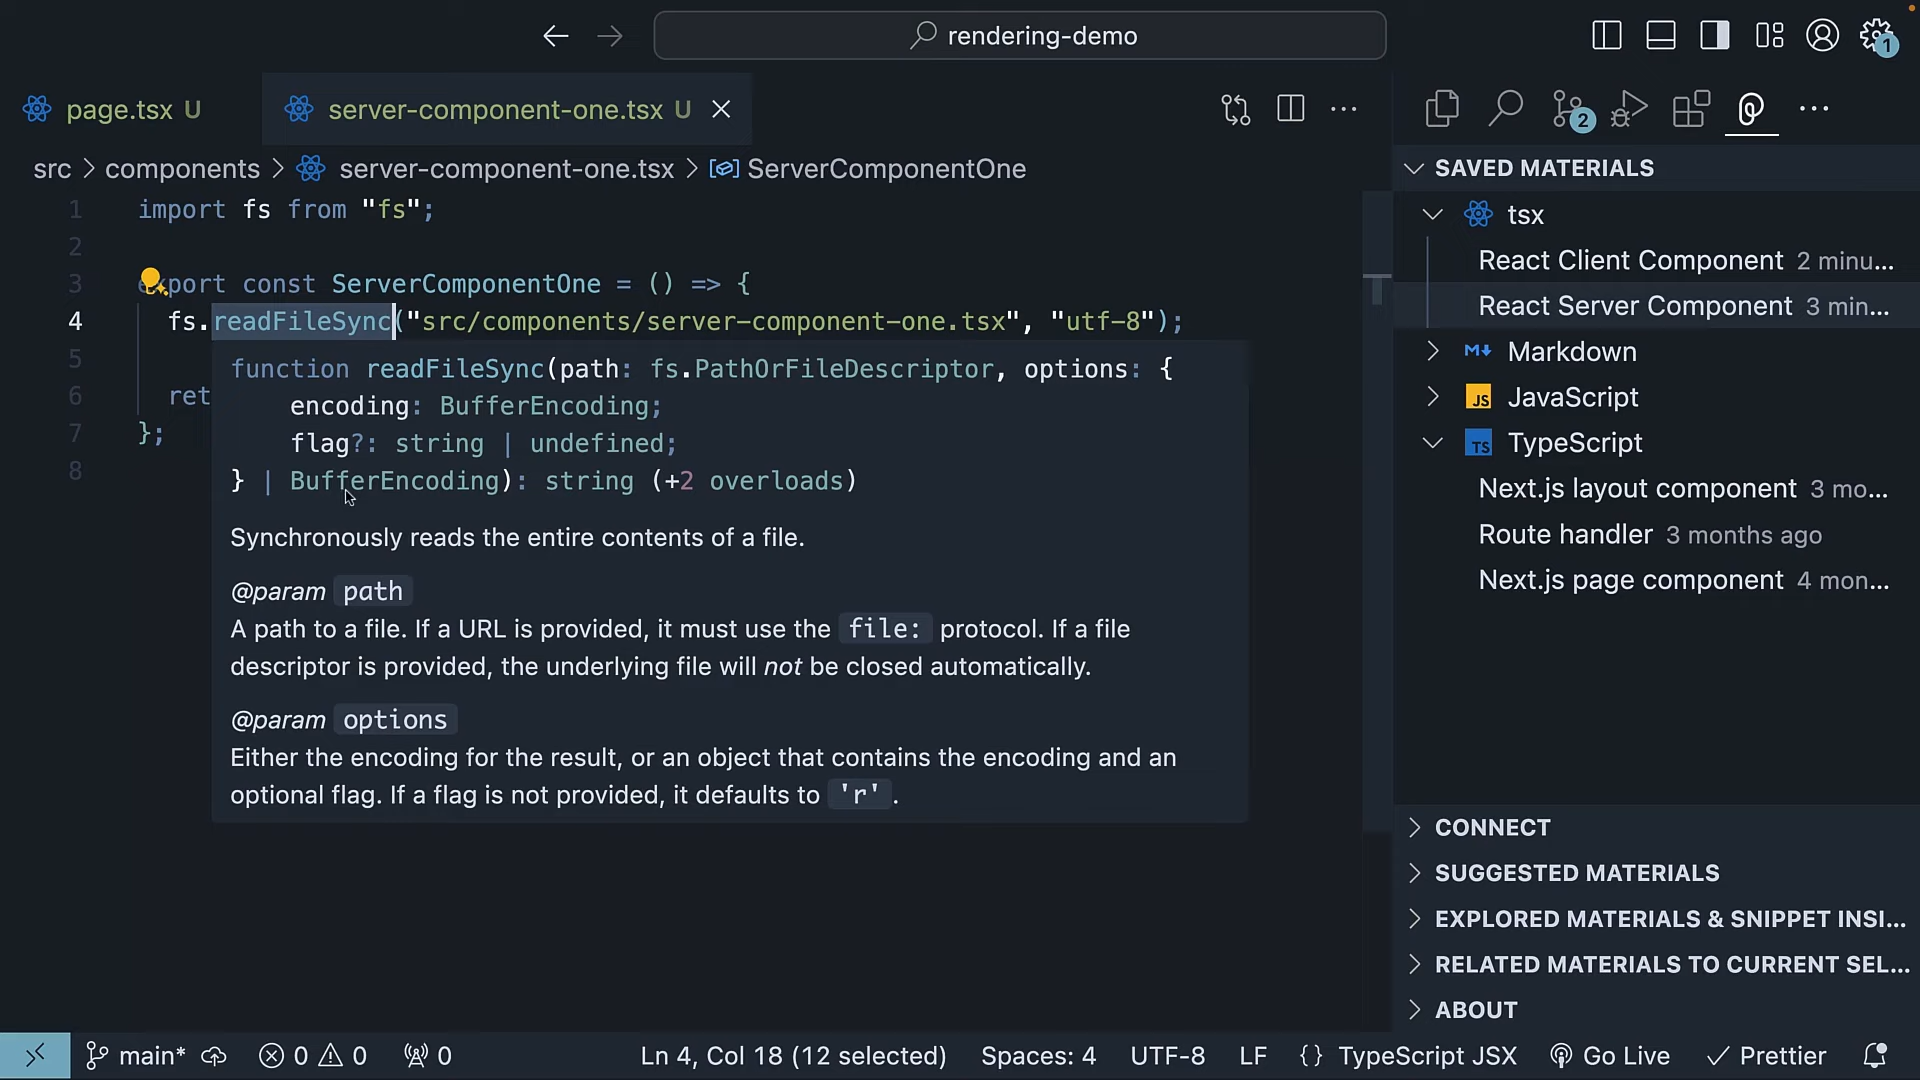 rendering-demo
1
page.tsx U
server-component-one.tsx U
2
src > components > server-component-one.tsx > ServerComponentOne
1 import fs from "fs";
2
3 export const ServerComponentOne = () => {
4 fs.readFileSync("src/components/server-component-one.tsx", "utf-8");
5
6 ret
7 };
8
function readFileSync(path: fs.PathOrFileDescriptor, options: {
encoding: BufferEncoding;
flag?: string | undefined;
} | BufferEncoding): string (+2 overloads)
Synchronously reads the entire contents of a file.
@param path
A path to a file. If a URL is provided, it must use the file: protocol. If a file
descriptor is provided, the underlying file will not be closed automatically.
@param options
Either the encoding for the result, or an object that contains the encoding and an
optional flag. If a flag is not provided, it defaults to 'r'.
SAVED MATERIALS
tsx
React Client Component 2 minu...
React Server Component 3 min...
Markdown
JS JavaScript
TS TypeScript
Next.js layout component 3 mo...
Route handler 3 months ago
Next.js page component 4 mon...
CONNECT
SUGGESTED MATERIALS
EXPLORED MATERIALS & SNIPPET INSI...
RELATED MATERIALS TO CURRENT SEL...
ABOUT
main* 0 0 0 Ln 4, Col 18 (12 selected) Spaces: 4 UTF-8 LF {} TypeScript JSX Go Live Prettier